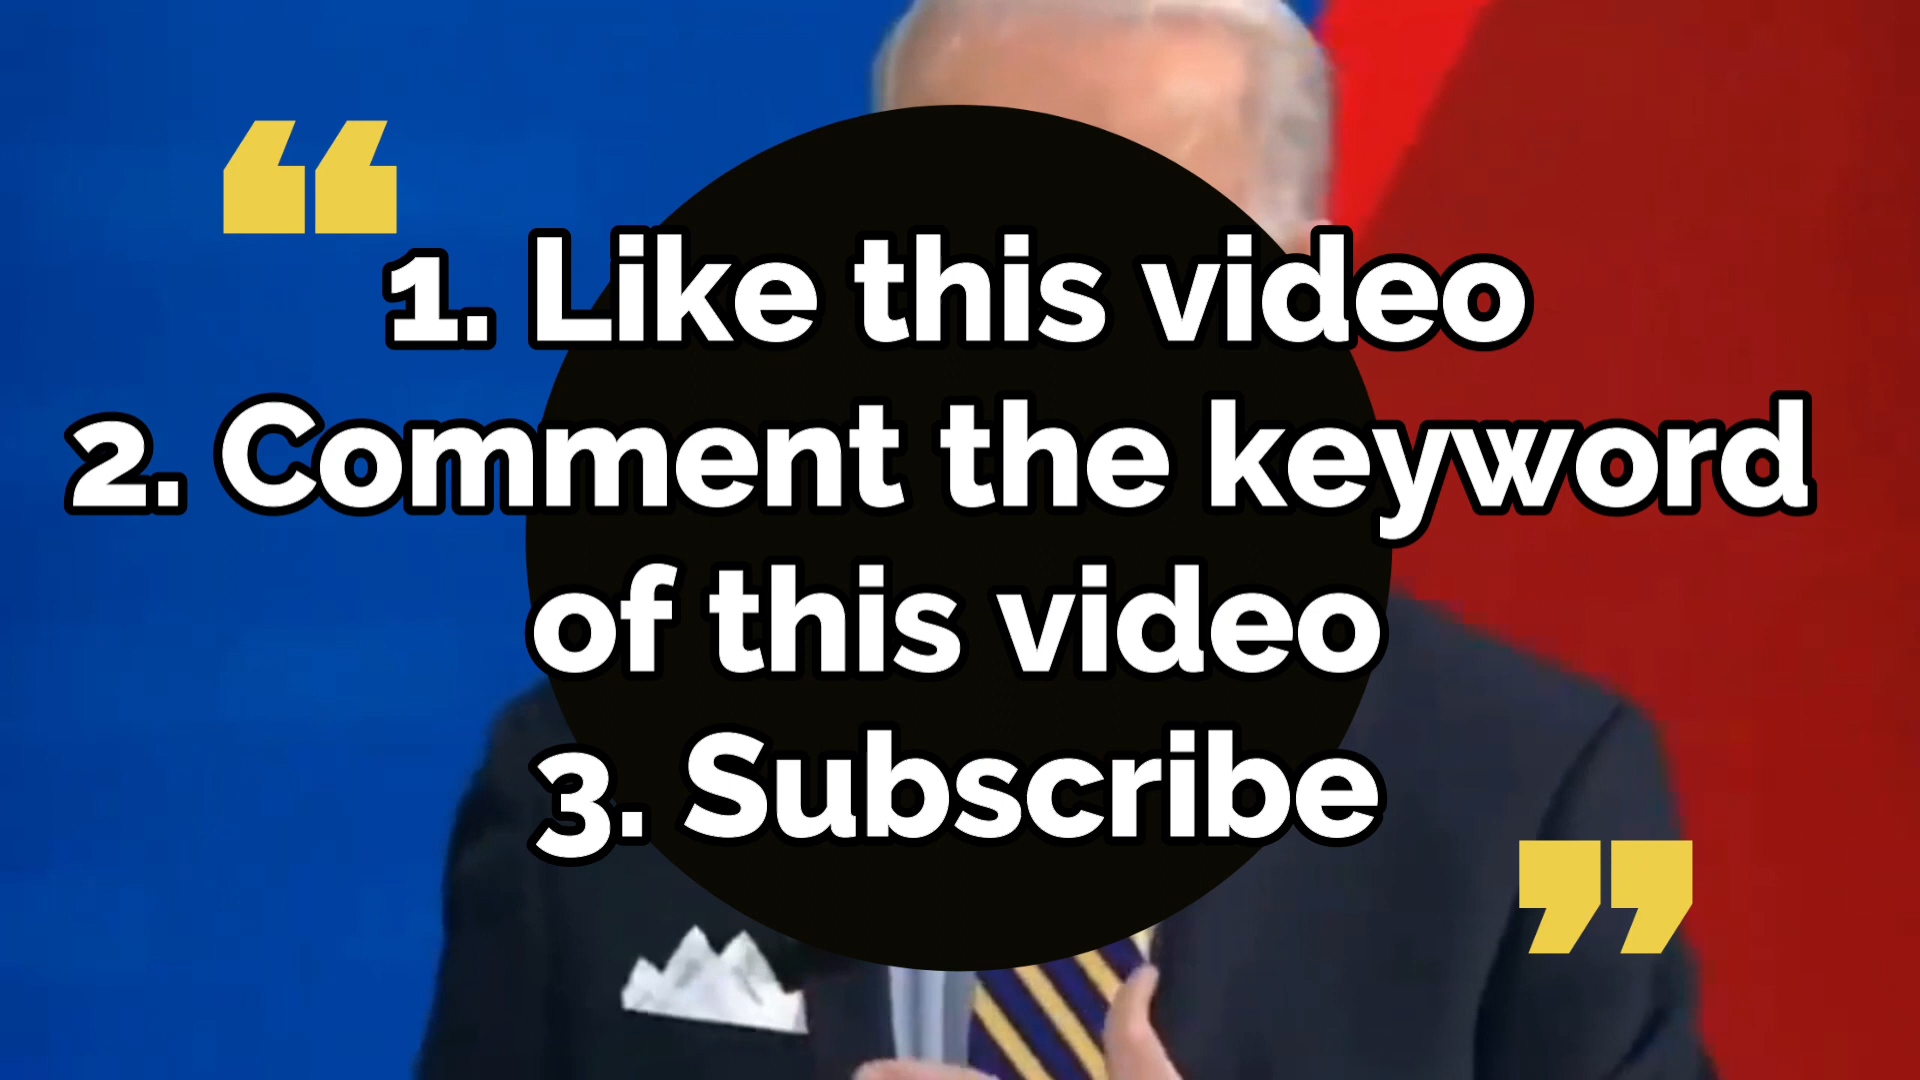 “
1. Like this video
2. Comment the keyword
of this video
3. Subscribe
”